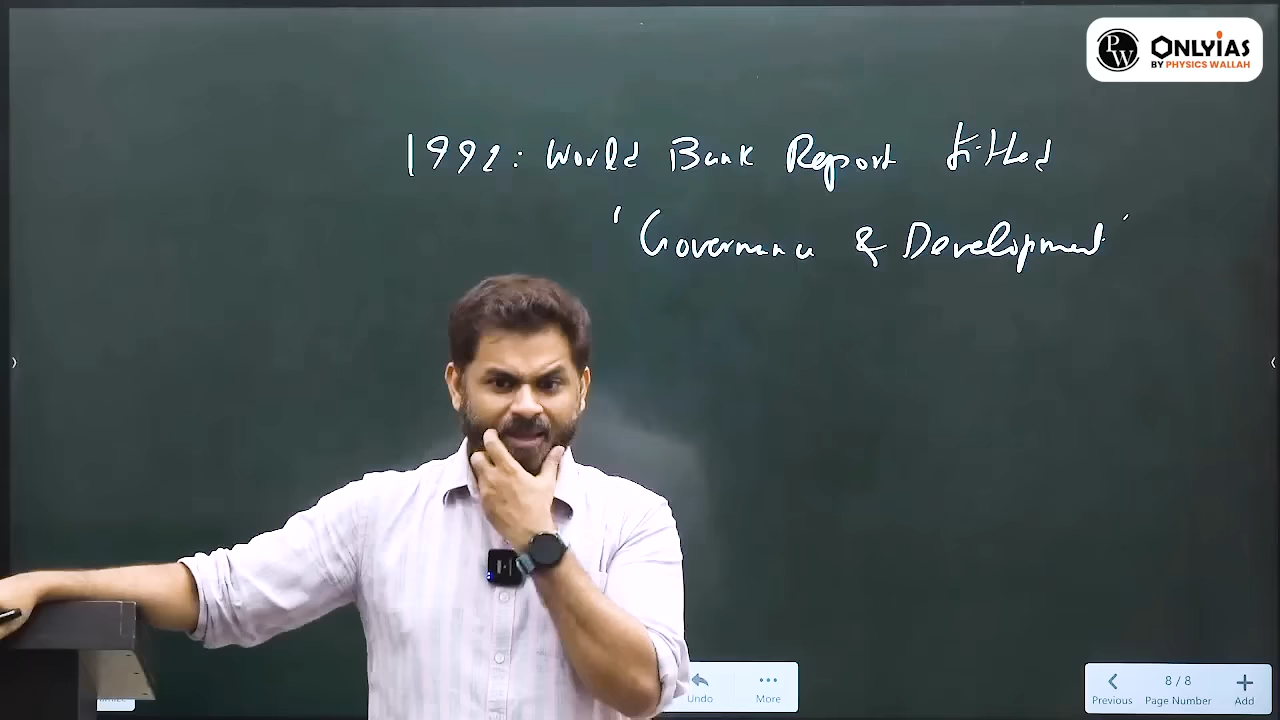 PW ONLYIAS
BY PHYSICS WALLAH
1992: World Bank Report titled
'Governance & Development'
Undo
More
Previous
8 / 8
Page Number
Add